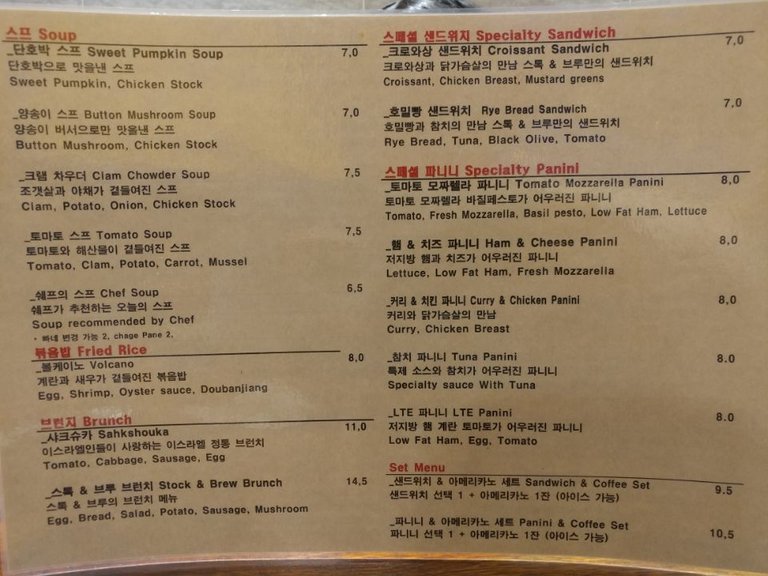 스프 Soup
_단호박 스프 Sweet Pumpkin Soup 7,0
단호박으로 맛을낸 스프
Sweet Pumpkin, Chicken Stock
_양송이 스프 Button Mushroom Soup 7,0
양송이 버서으로만 맛을낸 스프
Button Mushroom, Chicken Stock
_크램 차우더 Clam Chowder Soup 7,5
조갯살과 야채가 곁들여진 스프
Clam, Potato, Onion, Chicken Stock
_토마토 스프 Tomato Soup 7,5
토마토와 해산물이 곁들여진 스프
Tomato, Clam, Potato, Carrot, Mussel
_쉐프의 스프 Chef Soup 6,5
쉐프가 추천하는 오늘의 스프
Soup recommended by Chef
· 빠네 변경 가능 2, chage Pane 2,
볶음밥 Fried Rice
_볼케이노 Volcano 8,0
계란과 새우가 곁들여진 볶음밥
Egg, Shrimp, Oyster sauce, Doubanjiang
브런치 Brunch
_샤크슈카 Sahkshouka 11,0
이스라엘인들이 사랑하는 이스라엘 정통 브런치
Tomato, Cabbage, Sausage, Egg
_스톡 & 브루 브런치 Stock & Brew Brunch 14,5
스톡 & 브루의 브런치 메뉴
Egg, Bread, Salad, Potato, Sausage, Mushroom
스페셜 샌드위지 Specialty Sandwich
_크로와상 샌드위치 Croissant Sandwich 7,0
크로와상과 닭가슴살의 만남 스톡 & 브루만의 샌드위치
Croissant, Chicken Breast, Mustard greens
_호밀빵 샌드위치 Rye Bread Sandwich 7,0
호밀빵과 참치의 만남 스톡 & 브루만의 샌드위치
Rye Bread, Tuna, Black Olive, Tomato
스페셜 파니니 Specialty Panini
_토마토 모짜렐라 파니니 Tomato Mozzarella Panini 8,0
토마토 모짜렐라 바질페스토가 어우러진 파니니
Tomato, Fresh Mozzarella, Basil pesto, Low Fat Ham, Lettuce
_햄 & 치즈 파니니 Ham & Cheese Panini 8,0
저지방 햄과 치즈가 어우러진 파니니
Lettuce, Low Fat Ham, Fresh Mozzarella
_커리 & 치킨 파니니 Curry & Chicken Panini 8,0
커리와 닭가슴살의 만남
Curry, Chicken Breast
_참치 파니니 Tuna Panini 8.0
특제 소스와 참치가 어우러진 파니니
Specialty sauce With Tuna
_LTE 파니니 LTE Panini 8.0
저지방 햄 계란 토마토가 어우러진 파니니
Low Fat Ham, Egg, Tomato
Set Menu
_샌드위치 & 아메리카노 세트 Sandwich & Coffee Set 9.5
샌드위치 선택 1 + 아메리카노 1잔 (아이스 가능)
_파니니 & 아메리카노 세트 Panini & Coffee Set 10,5
파니니 선택 1 + 아메리카노 1잔 (아이스 가능)